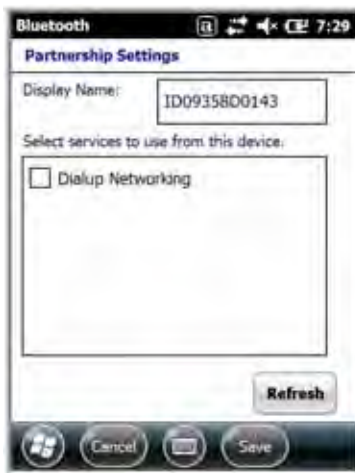 Bluetooth 7:29
Partnership Settings
Display Name: ID09358D0143
Select services to use from this device.
Dialup Networking
Refresh
Cancel Save